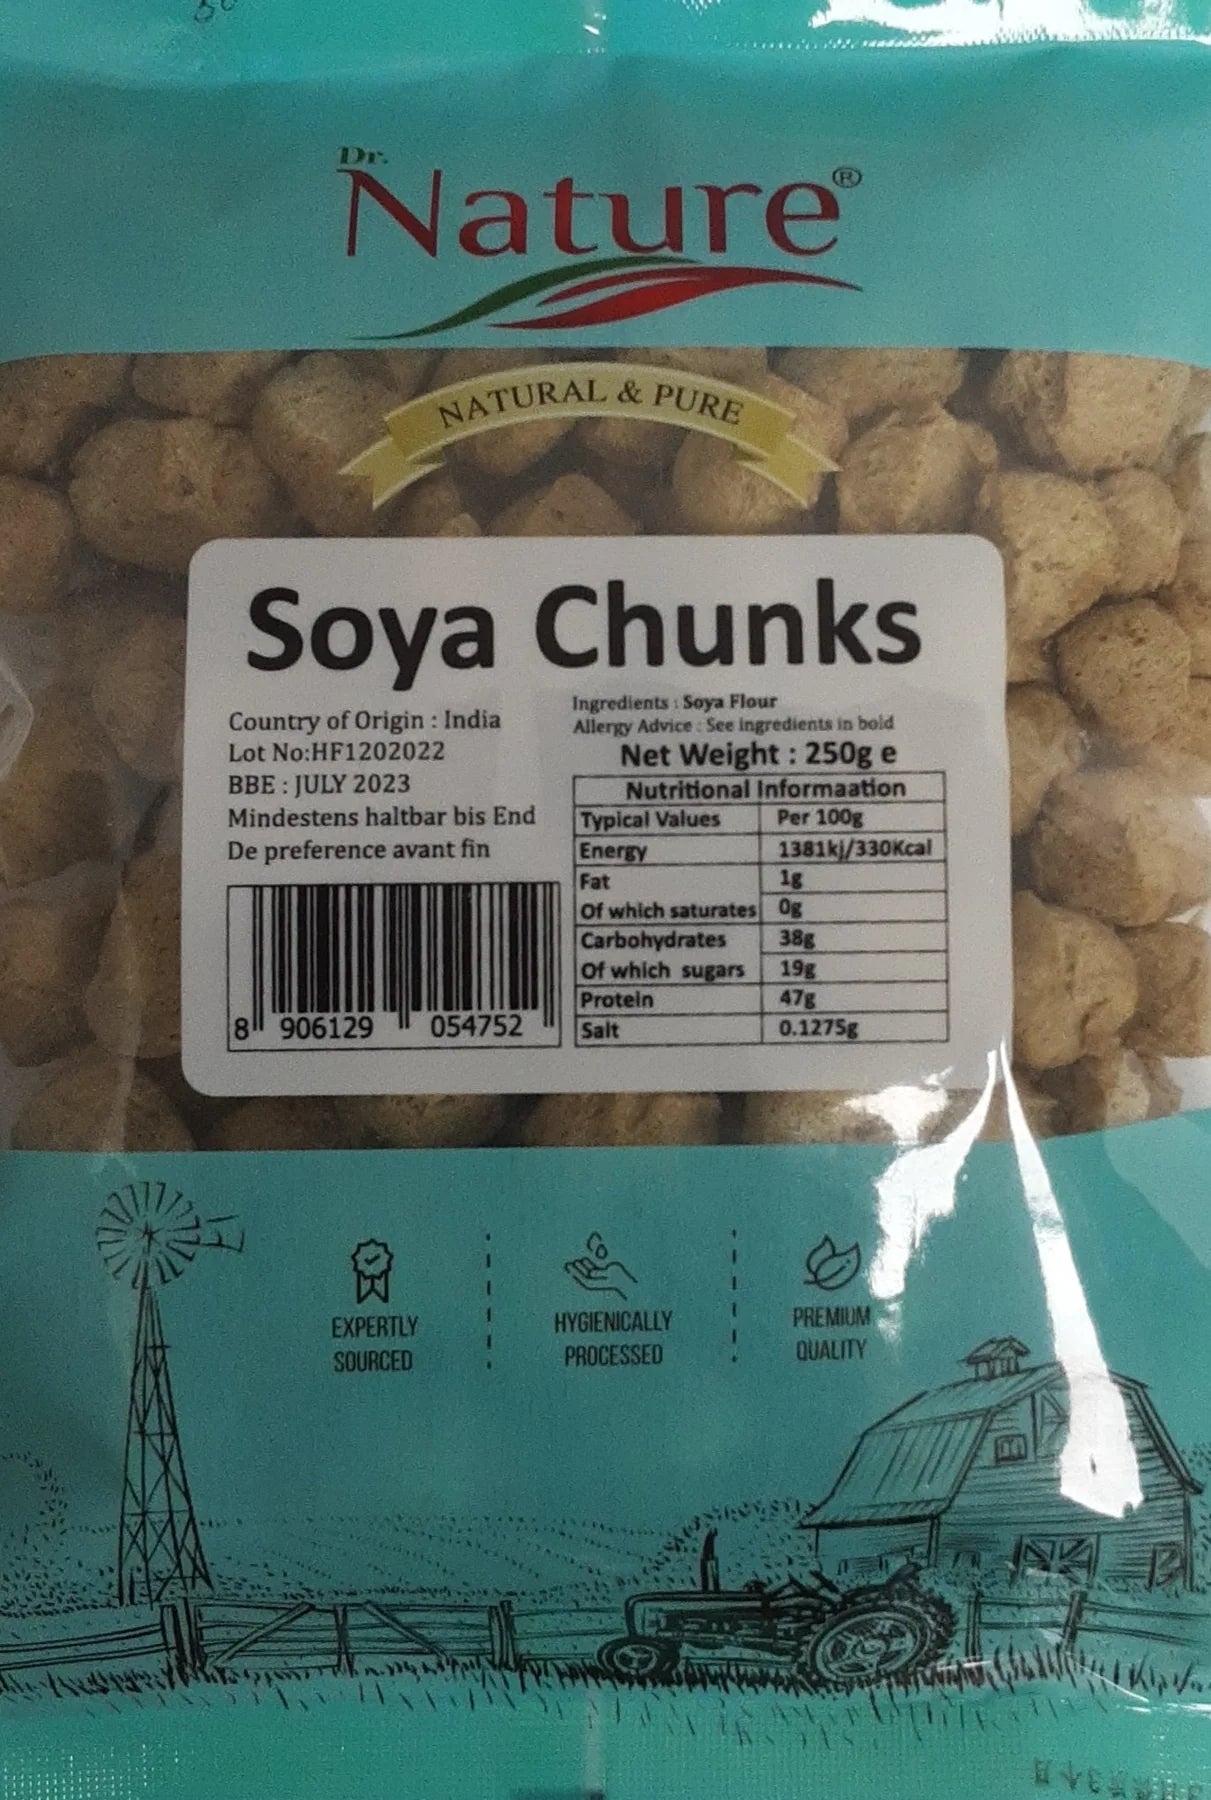 Dr.
Nature®
NATURAL & PURE
Soya Chunks
Country of Origin : India
Lot No:HF1202022
BBE : JULY 2023
Mindestens haltbar bis End
De preference avant fin
8 906129 054752
Ingredients : Soya Flour
Allergy Advice : See ingredients in bold
Net Weight : 250g e
Nutritional Informaation
Typical Values Per 100g
Energy 1381kj/330Kcal
Fat 1g
Of which saturates 0g
Carbohydrates 38g
Of which sugars 19g
Protein 47g
Salt 0.1275g
EXPERTLY
SOURCED
HYGIENICALLY
PROCESSED
PREMIUM
QUALITY